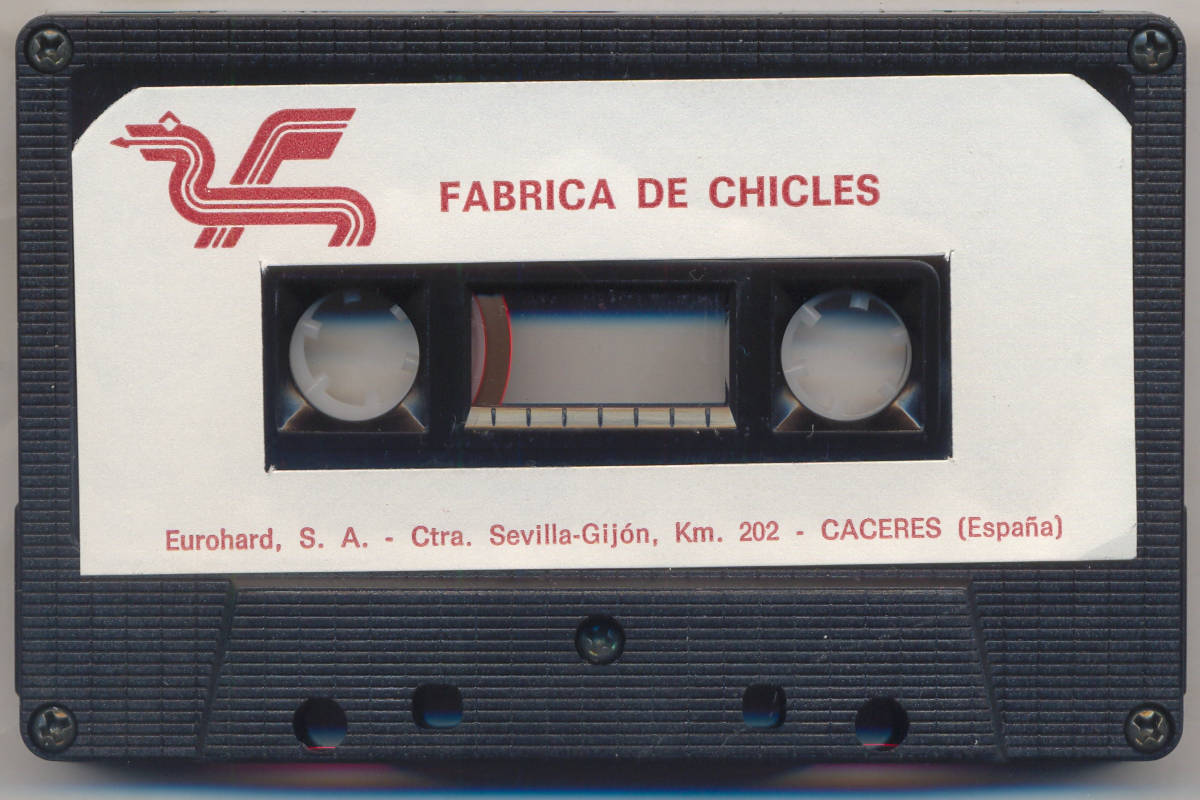 FABRICA DE CHICLES
Eurohard, S. A. - Ctra. Sevilla-Gijón, Km. 202 - CACERES (España)